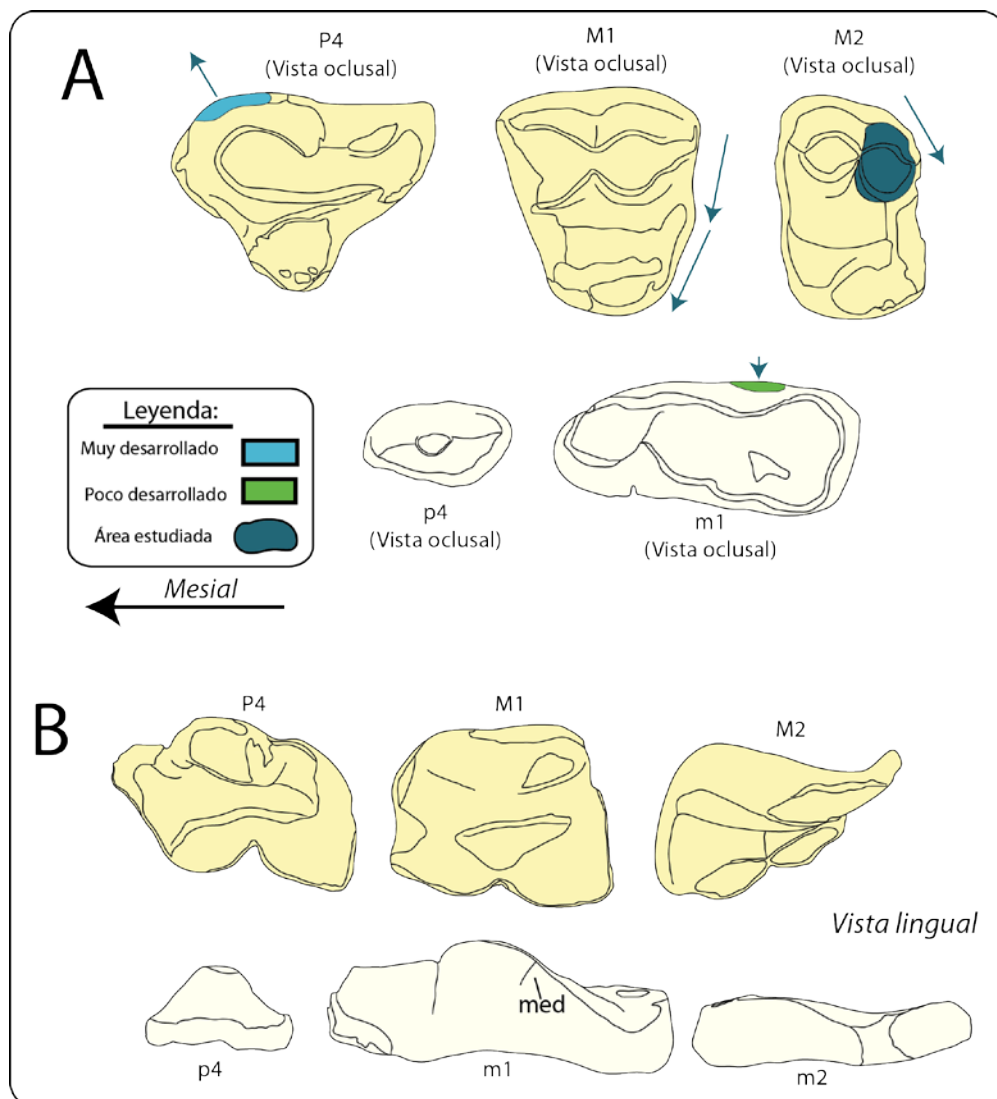 A
P4
(Vista oclusal)
M1
(Vista oclusal)
M2
(Vista oclusal)
Leyenda:
Muy desarrollado
Poco desarrollado
Área estudiada
Mesial
p4
(Vista oclusal)
m1
(Vista oclusal)
B
P4
M1
M2
Vista lingual
med
p4
m1
m2